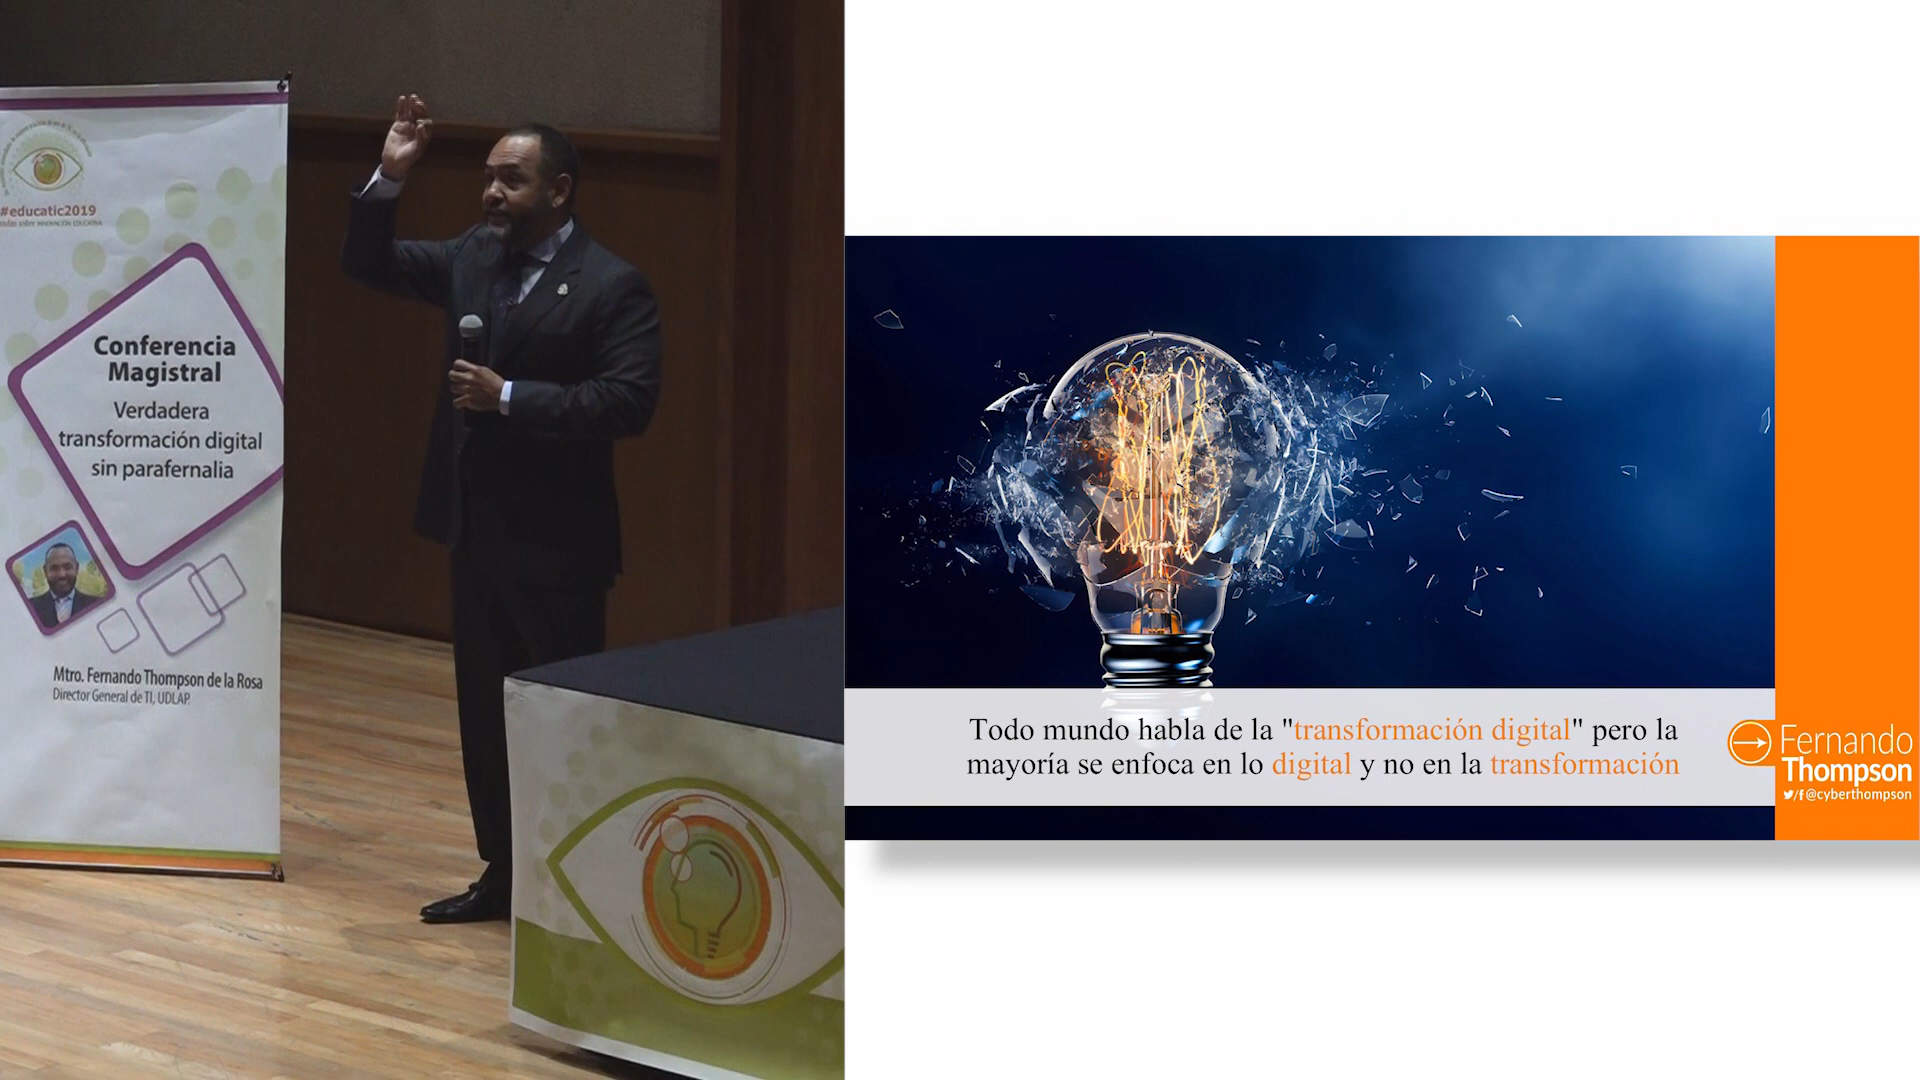 #educatic2019
Conferencia
Magistral
Verdadera
transformación digital
sin parafernalia
Mtro. Fernando Thompson de la Rosa
Director General de TI, UDLAP.
Todo mundo habla de la "transformación digital" pero la
mayoría se enfoca en lo digital y no en la transformación
Fernando
Thompson
/f @cyberthompson